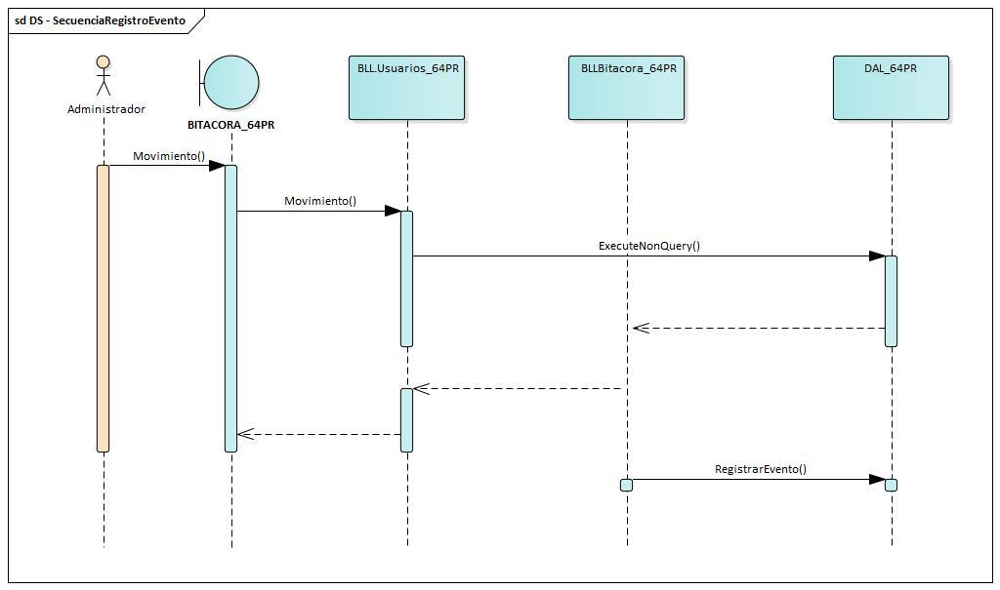 sd DS - SecuenciaRegistroEvento
Administrador
BITACORA_64PR
BLL.Usuarios_64PR
BLLBitacora_64PR
DAL_64PR
Movimiento()
Movimiento()
ExecuteNonQuery()
RegistrarEvento()